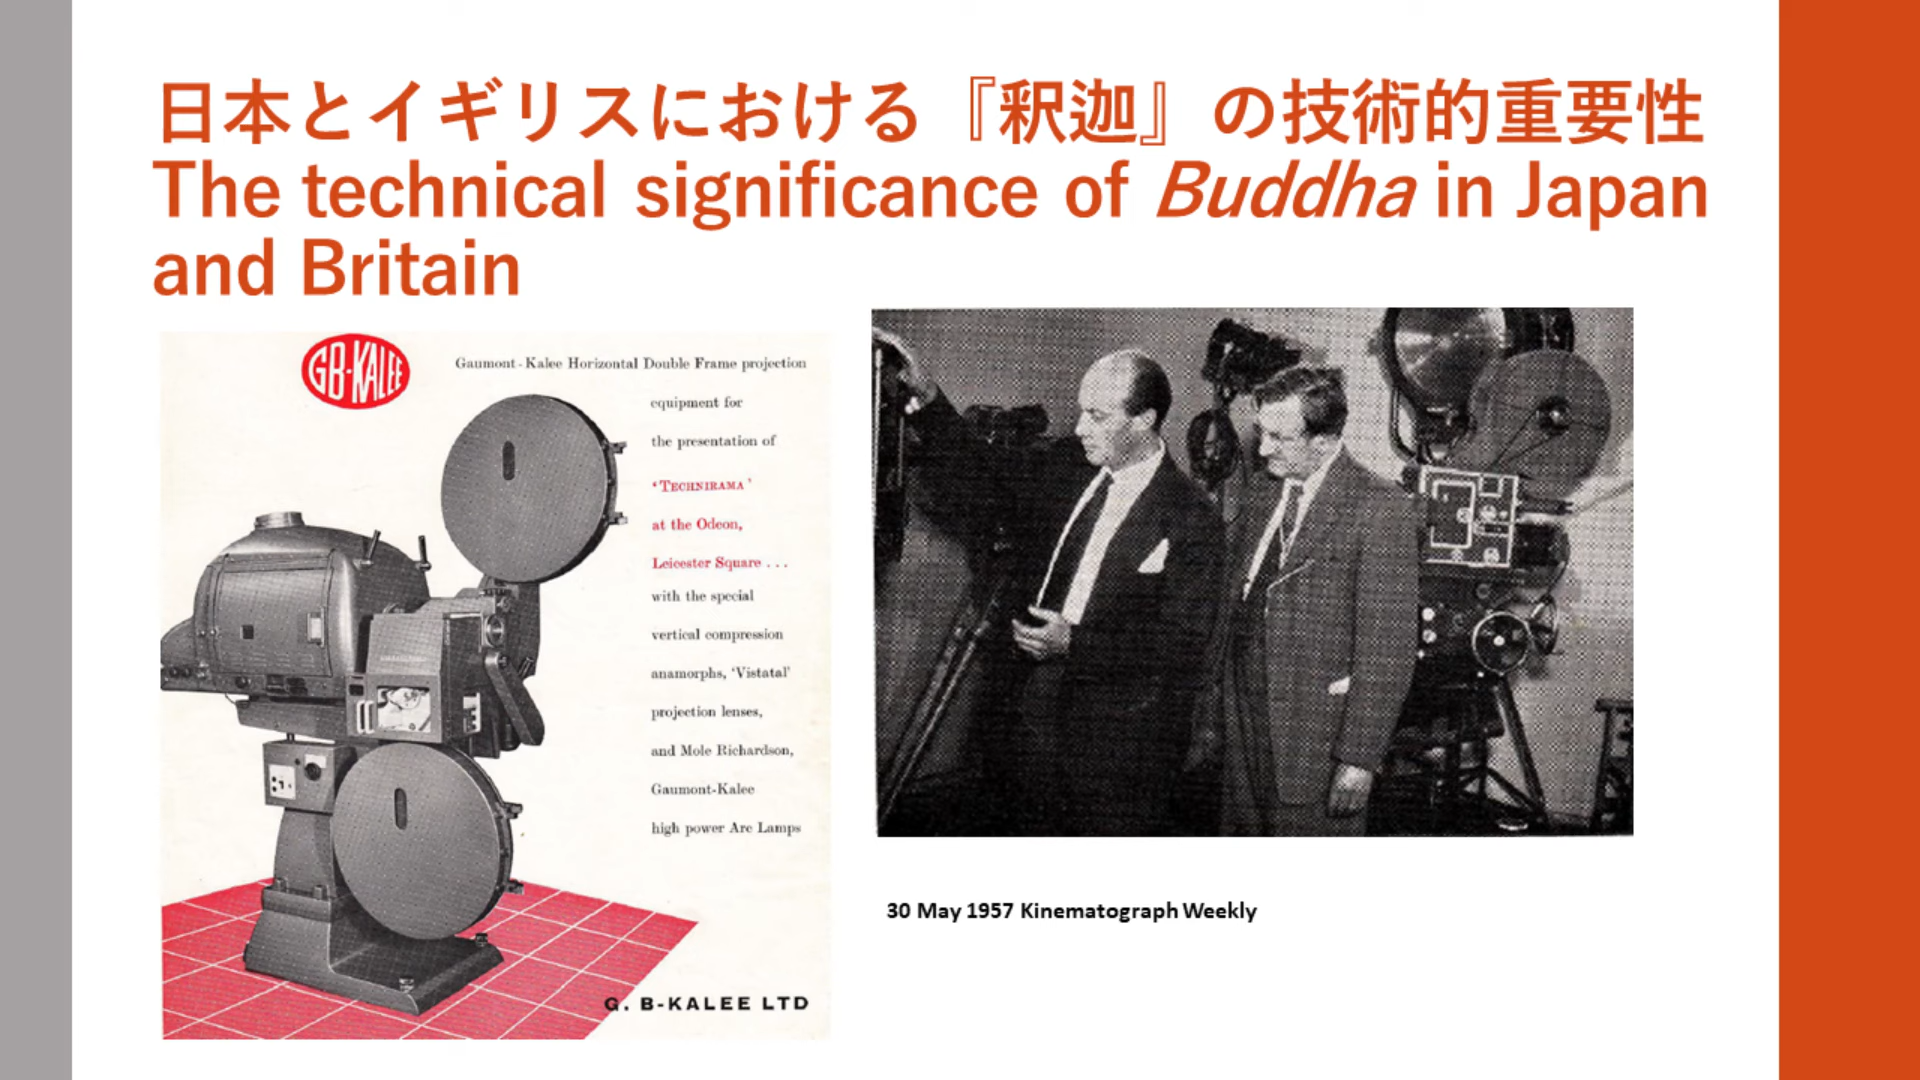 日本とイギリスにおける『釈迦』の技術的重要性
The technical significance of Buddha in Japan
and Britain
GB-KALEE
Gaumont-Kalee Horizontal Double Frame projection
equipment for
the presentation of
‘TECHNIRAMA’
at the Odeon,
Leicester Square . . .
with the special
vertical compression
anamorphs, ‘Vistatal’
projection lenses,
and Mole Richardson,
Gaumont-Kalee
high power Arc Lamps
G. B-KALEE LTD
30 May 1957 Kinematograph Weekly